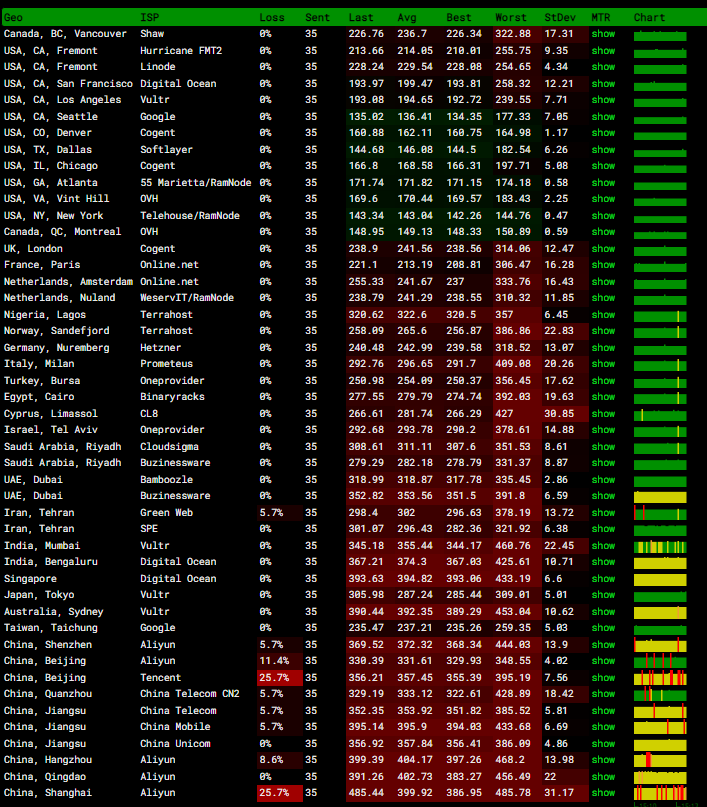 Geo ISP Loss Sent Last Avg Best Worst StDev MTR Chart
Canada, BC, Vancouver Shaw 0% 35 226.76 236.7 226.34 322.88 17.31 show
USA, CA, Fremont Hurricane FMT2 0% 35 213.66 214.05 210.01 255.75 9.35 show
USA, CA, Fremont Linode 0% 35 228.24 229.54 228.08 254.65 4.34 show
USA, CA, San Francisco Digital Ocean 0% 35 193.97 199.47 193.81 258.32 12.21 show
USA, CA, Los Angeles Vultr 0% 35 193.08 194.65 192.72 239.55 7.71 show
USA, CA, Seattle Google 0% 35 135.02 136.41 134.35 177.33 7.05 show
USA, CO, Denver Cogent 0% 35 160.88 162.11 160.75 164.98 1.17 show
USA, TX, Dallas Softlayer 0% 35 144.68 146.08 144.5 182.54 6.26 show
USA, IL, Chicago Cogent 0% 35 166.8 168.58 166.31 197.71 5.08 show
USA, GA, Atlanta 55 Marietta/RamNode 0% 35 171.74 171.82 171.15 174.18 0.58 show
USA, VA, Vint Hill OVH 0% 35 169.6 170.44 169.57 183.43 2.25 show
USA, NY, New York Telehouse/RamNode 0% 35 143.34 143.04 142.26 144.76 0.47 show
Canada, QC, Montreal OVH 0% 35 148.95 149.13 148.33 150.89 0.59 show
UK, London Cogent 0% 35 238.9 241.56 238.56 314.06 12.47 show
France, Paris Online.net 0% 35 221.1 213.19 208.81 306.47 16.28 show
Netherlands, Amsterdam Online.net 0% 35 255.33 241.67 237 333.76 16.43 show
Netherlands, Nuland WeservIT/RamNode 0% 35 238.79 241.29 238.55 310.32 11.85 show
Nigeria, Lagos Terrahost 0% 35 320.62 322.6 320.5 357 6.45 show
Norway, Sandefjord Terrahost 0% 35 258.09 265.6 256.87 386.86 22.83 show
Germany, Nuremberg Hetzner 0% 35 240.48 242.99 239.58 318.52 13.07 show
Italy, Milan Prometeus 0% 35 292.76 296.65 291.7 409.08 20.26 show
Turkey, Bursa Oneprovider 0% 35 250.98 254.09 250.37 356.45 17.62 show
Egypt, Cairo Binaryracks 0% 35 277.55 279.79 274.74 392.03 19.63 show
Cyprus, Limassol CL8 0% 35 266.61 281.74 266.29 427 30.85 show
Israel, Tel Aviv Oneprovider 0% 35 292.68 293.78 290.2 378.61 14.88 show
Saudi Arabia, Riyadh Cloudsigma 0% 35 308.61 311.11 307.6 351.53 8.61 show
Saudi Arabia, Riyadh Buzinessware 0% 35 279.29 282.18 278.79 331.37 8.87 show
UAE, Dubai Bamboozle 0% 35 318.99 318.87 317.78 335.45 2.86 show
UAE, Dubai Buzinessware 0% 35 352.82 353.56 351.5 391.8 6.59 show
Iran, Tehran Green Web 5.7% 35 298.4 302 296.63 378.19 13.72 show
Iran, Tehran SPE 0% 35 301.07 296.43 282.36 321.92 6.38 show
India, Mumbai Vultr 0% 35 345.18 355.44 344.17 460.76 22.45 show
India, Bengaluru Digital Ocean 0% 35 367.21 374.3 367.03 425.61 10.71 show
Singapore Digital Ocean 0% 35 393.63 394.82 393.06 433.19 6.6 show
Japan, Tokyo Vultr 0% 35 305.98 287.24 285.44 309.01 5.01 show
Australia, Sydney Vultr 0% 35 390.44 392.35 389.29 453.04 10.62 show
Taiwan, Taichung Google 0% 35 235.47 237.21 235.26 259.35 5.03 show
China, Shenzhen Aliyun 5.7% 35 369.52 372.32 368.34 444.03 13.9 show
China, Beijing Aliyun 11.4% 35 330.39 331.61 329.93 348.55 4.02 show
China, Beijing Tencent 25.7% 35 356.21 357.45 355.39 395.19 7.56 show
China, Quanzhou China Telecom CN2 5.7% 35 329.19 333.12 322.61 428.89 18.42 show
China, Jiangsu China Telecom 5.7% 35 352.35 353.92 351.82 385.52 5.81 show
China, Jiangsu China Mobile 5.7% 35 395.14 395.9 394.03 433.68 6.69 show
China, Jiangsu China Unicom 0% 35 356.92 357.84 356.41 386.09 4.86 show
China, Hangzhou Aliyun 8.6% 35 399.39 404.17 397.26 468.2 13.98 show
China, Qingdao Aliyun 0% 35 391.26 402.73 383.27 456.49 22 show
China, Shanghai Aliyun 25.7% 35 485.44 399.92 386.95 485.78 31.17 show